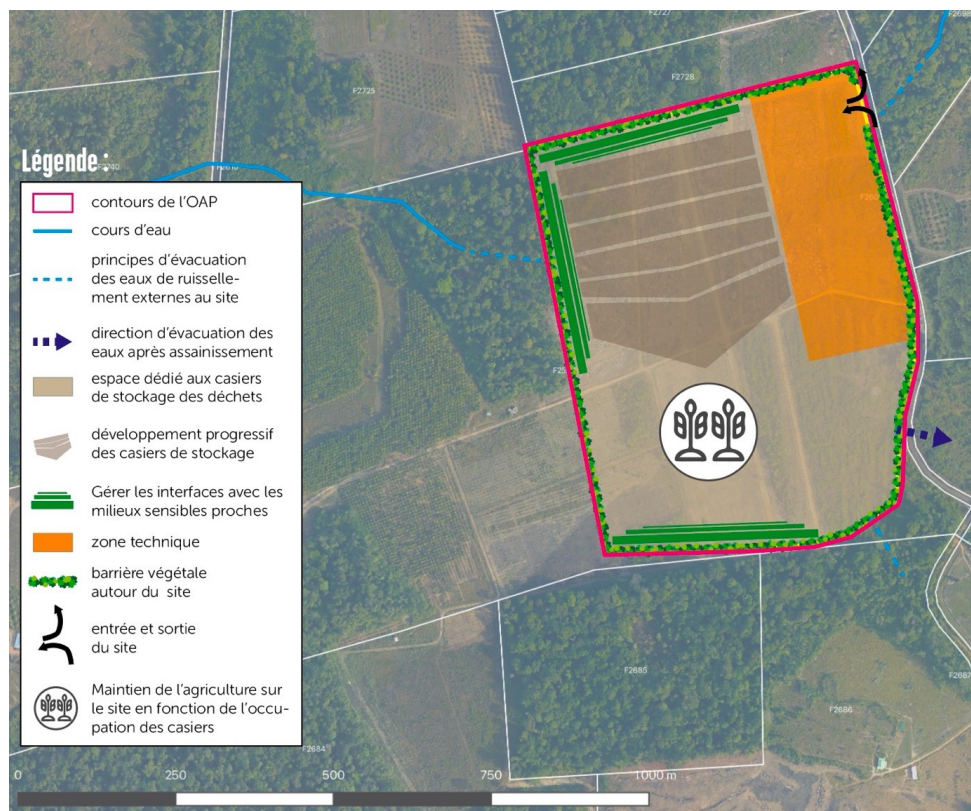 F2727
F2725
F2728
Légende :
contours de l'OAP
cours d'eau
principes d'évacuation
des eaux de ruisselle-
ment externes au site
direction d'évacuation des
eaux après assainissement
espace dédié aux casiers
de stockage des déchets
développement progressif
des casiers de stockage
Gérer les interfaces avec les
milieux sensibles proches
zone technique
barrière végétale
autour du site
entrée et sortie
du site
Maintien de l'agriculture sur
le site en fonction de l'occu-
pation des casiers
F2685
F2687
F2686
F2684
0 250 500 750 1 000 m